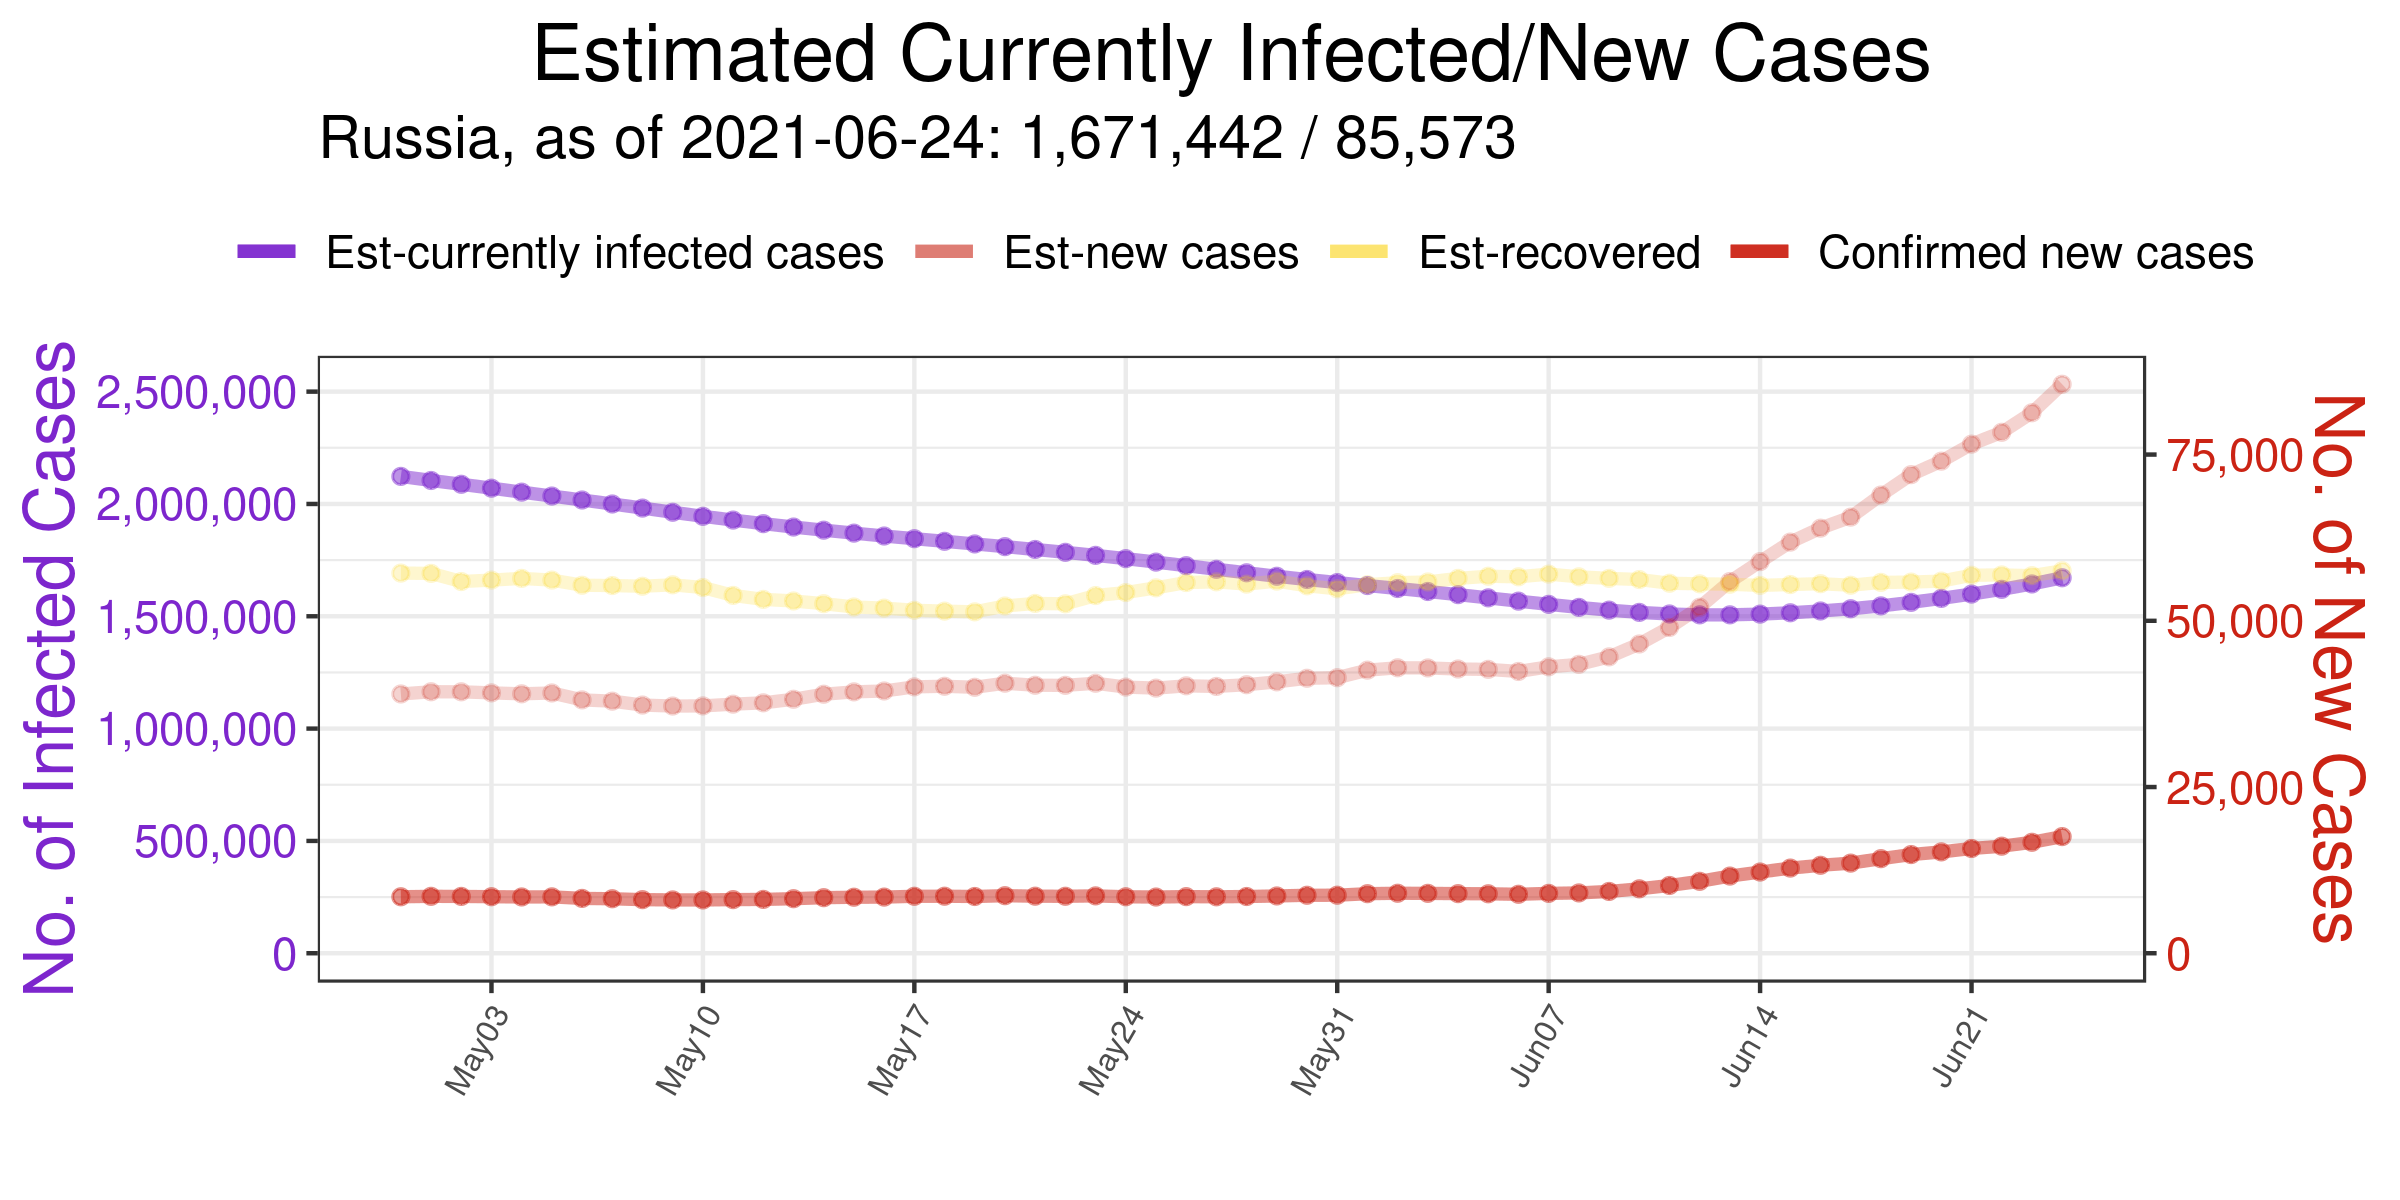 Estimated Currently Infected/New Cases
Russia, as of 2021-06-24: 1,671,442 / 85,573
Est-currently infected cases Est-new cases Est-recovered Confirmed new cases
No. of Infected Cases
2,500,000
2,000,000
1,500,000
1,000,000
500,000
0
75,000
50,000
25,000
0
No. of New Cases
May03 May10 May17 May24 May31 Jun07 Jun14 Jun21